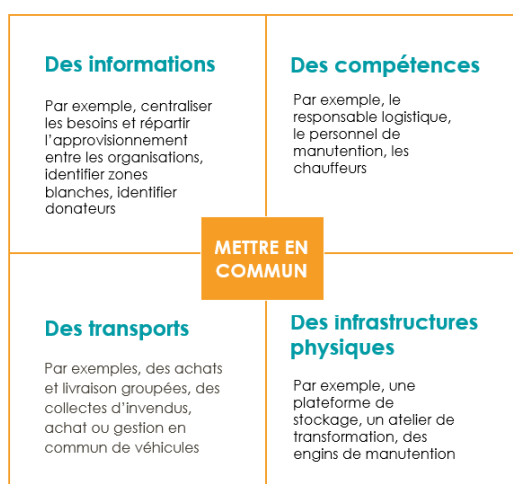 Des informations
Par exemple, centraliser
les besoins et répartir
l'approvisionnement
entre les organisations,
identifier zones
blanches, identifier
donateurs
Des compétences
Par exemple, le
responsable logistique,
le personnel de
manutention, les
chauffeurs
METTRE EN
COMMUN
Des transports
Par exemples, des achats
et livraison groupées, des
collectes d'invendus,
achat ou gestion en
commun de véhicules
Des infrastructures
physiques
Par exemple, une
plateforme de
stockage, un atelier de
transformation, des
engins de manutention